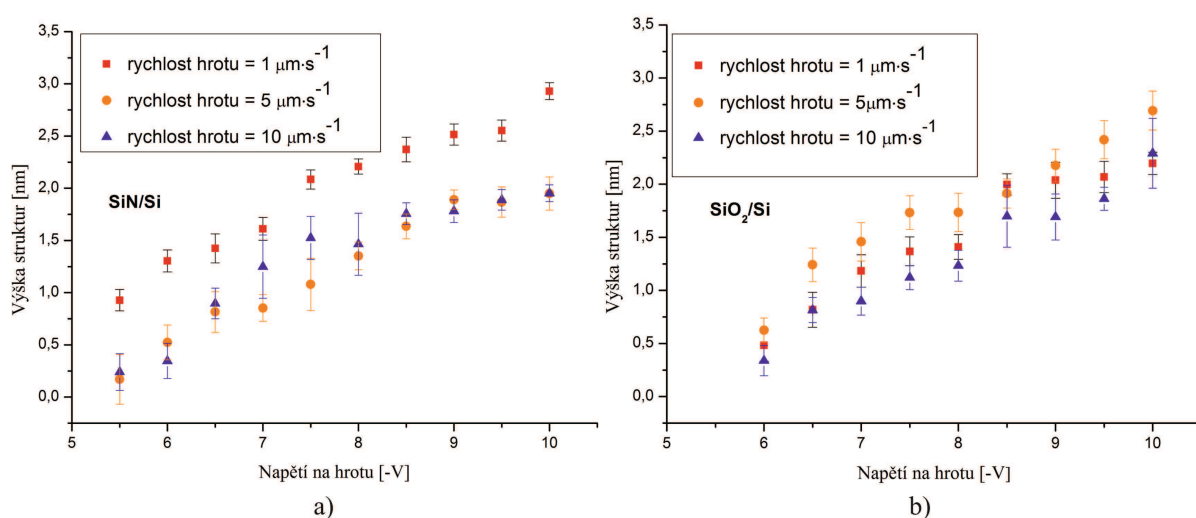 3,5
3,0
2,5
2,0
1,5
1,0
0,5
0,0
Výška struktur [nm]
rychlost hrotu = 1 μm·s⁻¹
rychlost hrotu = 5 μm·s⁻¹
rychlost hrotu = 10 μm·s⁻¹
SiN/Si
5 6 7 8 9 10
Napětí na hrotu [-V]
a)
3,5
3,0
2,5
2,0
1,5
1,0
0,5
0,0
Výška struktur [nm]
rychlost hrotu = 1 μm·s⁻¹
rychlost hrotu = 5μm·s⁻¹
rychlost hrotu = 10 μm·s⁻¹
SiO₂/Si
5 6 7 8 9 10
Napětí na hrotu [-V]
b)